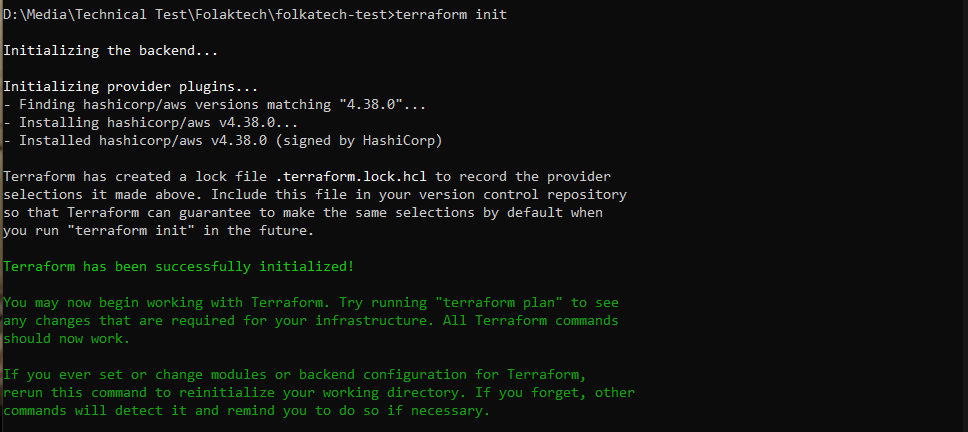 D:\Media\Technical Test\Folaktech\folkatech-test>terraform init
Initializing the backend...
Initializing provider plugins...
- Finding hashicorp/aws versions matching "4.38.0"...
- Installing hashicorp/aws v4.38.0...
- Installed hashicorp/aws v4.38.0 (signed by HashiCorp)
Terraform has created a lock file .terraform.lock.hcl to record the provider
selections it made above. Include this file in your version control repository
so that Terraform can guarantee to make the same selections by default when
you run "terraform init" in the future.
Terraform has been successfully initialized!
You may now begin working with Terraform. Try running "terraform plan" to see
any changes that are required for your infrastructure. All Terraform commands
should now work.
If you ever set or change modules or backend configuration for Terraform,
rerun this command to reinitialize your working directory. If you forget, other
commands will detect it and remind you to do so if necessary.